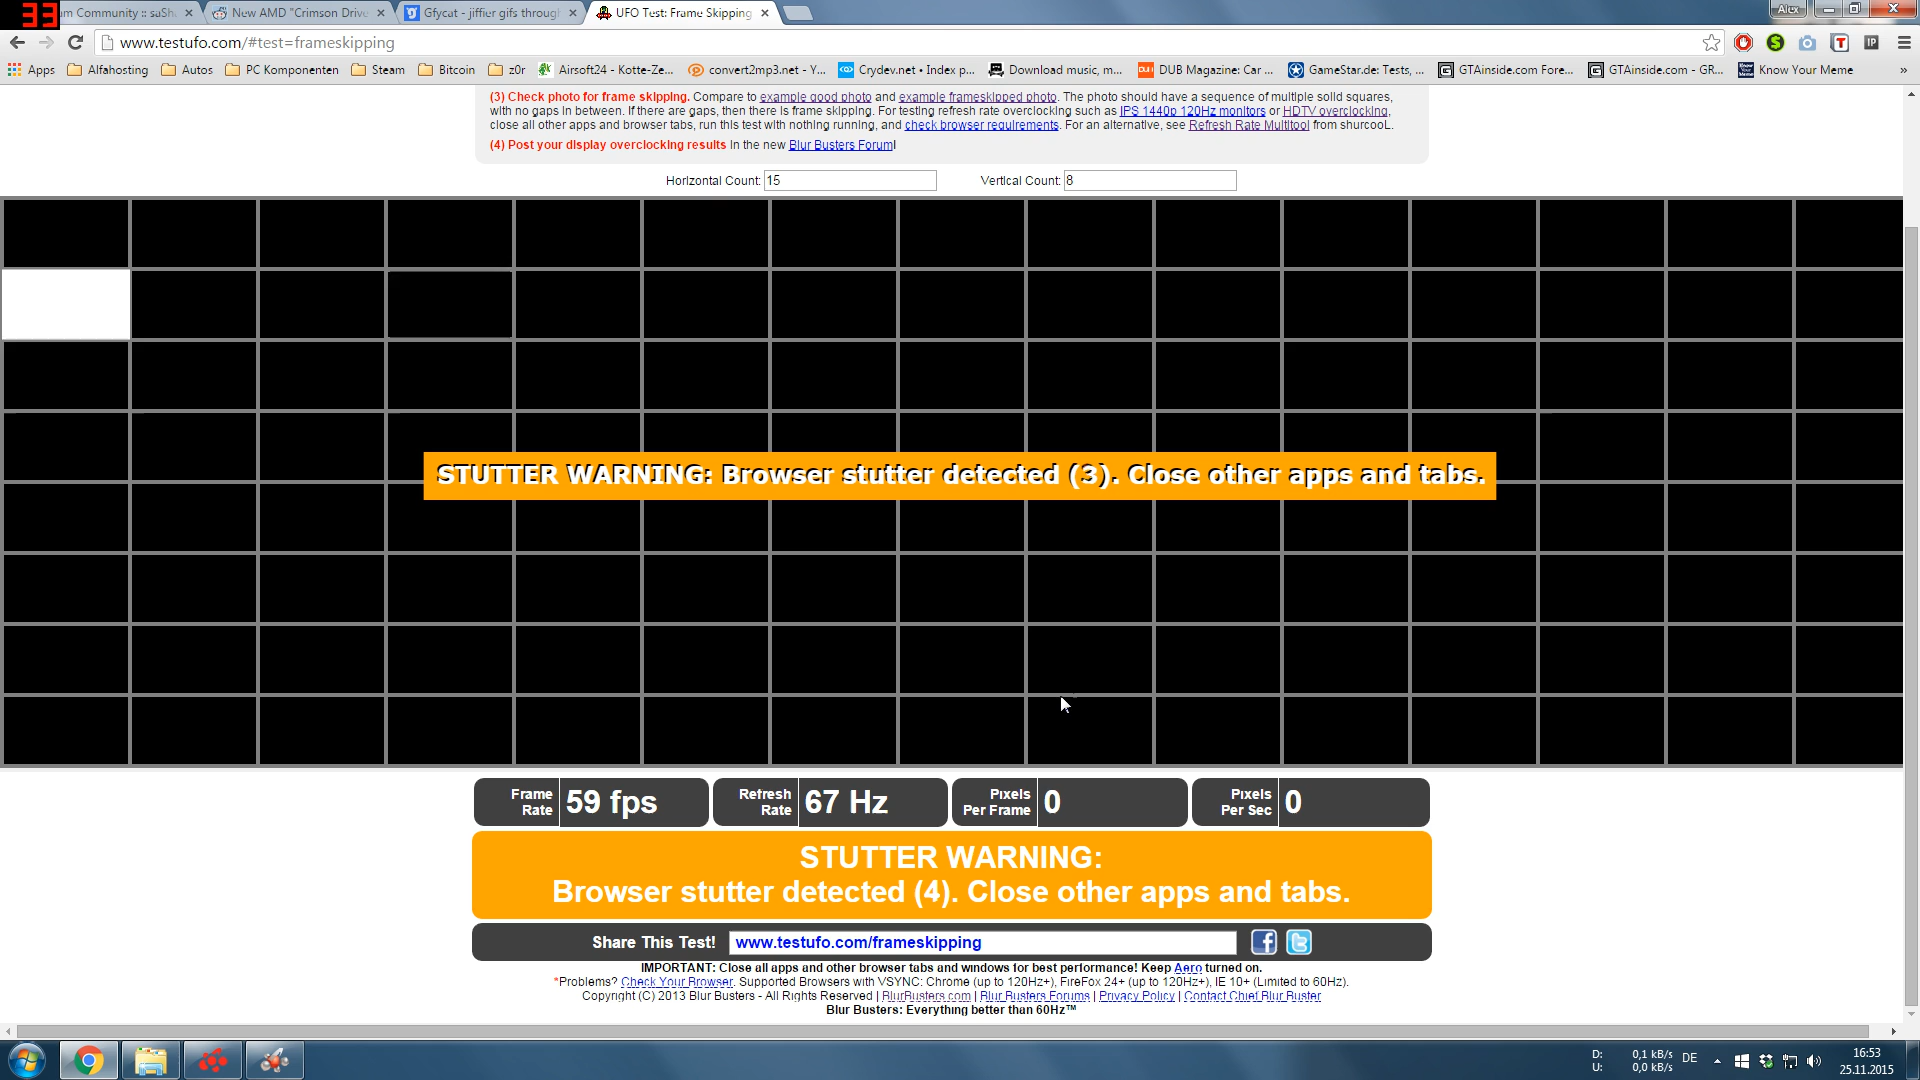 33
am Community :: saSh
New AMD "Crimson Drive
Gfycat - jiffier gifs through
UFO Test: Frame Skipping
Alex
www.testufo.com/#test=frameskipping
Apps
Alfahosting
Autos
PC Komponenten
Steam
Bitcoin
z0r
Airsoft24 - Kotte-Ze...
convert2mp3.net - Y...
Crydev.net • Index p...
Download music, m...
DUB Magazine: Car ...
GameStar.de: Tests, ...
GTAinside.com Fore...
GTAinside.com - GR...
Know Your Meme
»
(3) Check photo for frame skipping. Compare to example good photo and example frameskipped photo. The photo should have a sequence of multiple solid squares,
with no gaps in between. If there are gaps, then there is frame skipping. For testing refresh rate overclocking such as IPS 1440p 120Hz monitors or HDTV overclocking,
close all other apps and browser tabs, run this test with nothing running, and check browser requirements. For an alternative, see Refresh Rate Multitool from shurcooL.
(4) Post your display overclocking results in the new Blur Busters Forum!
Horizontal Count: 15
Vertical Count: 8
STUTTER WARNING: Browser stutter detected (3). Close other apps and tabs.
Frame Rate 59 fps
Refresh Rate 67 Hz
Pixels Per Frame 0
Pixels Per Sec 0
STUTTER WARNING:
Browser stutter detected (4). Close other apps and tabs.
Share This Test! www.testufo.com/frameskipping
IMPORTANT: Close all apps and other browser tabs and windows for best performance! Keep Aero turned on.
*Problems? Check Your Browser. Supported Browsers with VSYNC: Chrome (up to 120Hz+), FireFox 24+ (up to 120Hz+), IE 10+ (Limited to 60Hz).
Copyright (C) 2013 Blur Busters - All Rights Reserved | BlurBusters.com | Blur Busters Forums | Privacy Policy | Contact Chief Blur Buster
Blur Busters: Everything better than 60Hz™
D: 0,1 kB/s
U: 0,0 kB/s
DE
16:53
25.11.2015